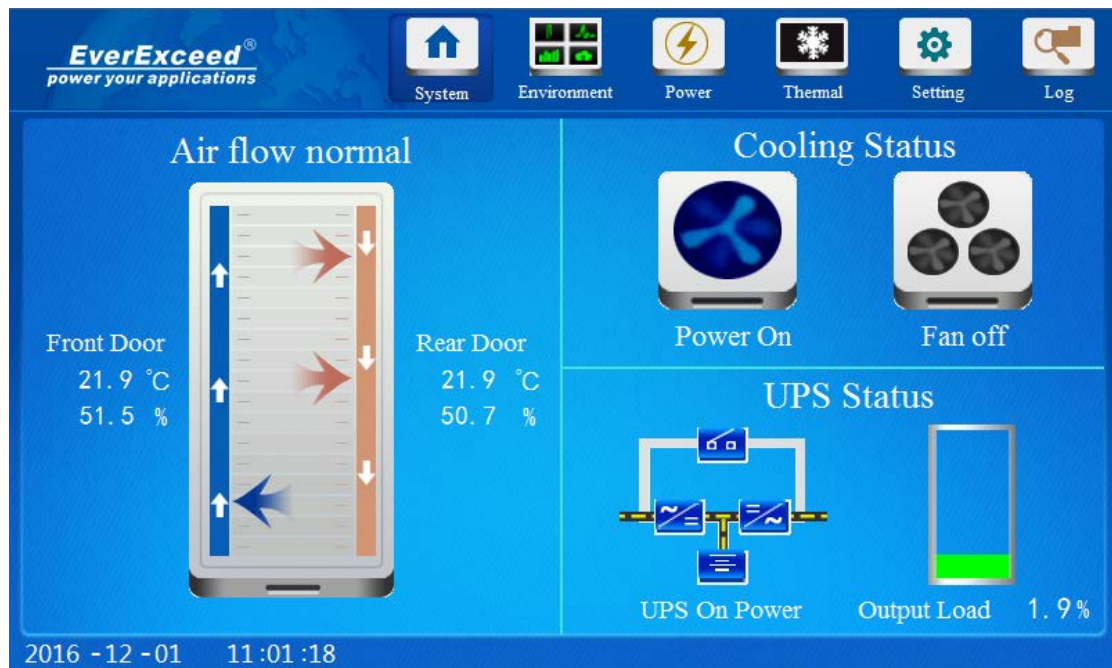 EverExceed®
power your applications
System
Environment
Power
Thermal
Setting
Log
Air flow normal
Front Door
21.9 °C
51.5 %
Rear Door
21.9 °C
50.7 %
Cooling Status
Power On
Fan off
UPS Status
UPS On Power
Output Load 1.9%
2016 -12 -01 11:01:18